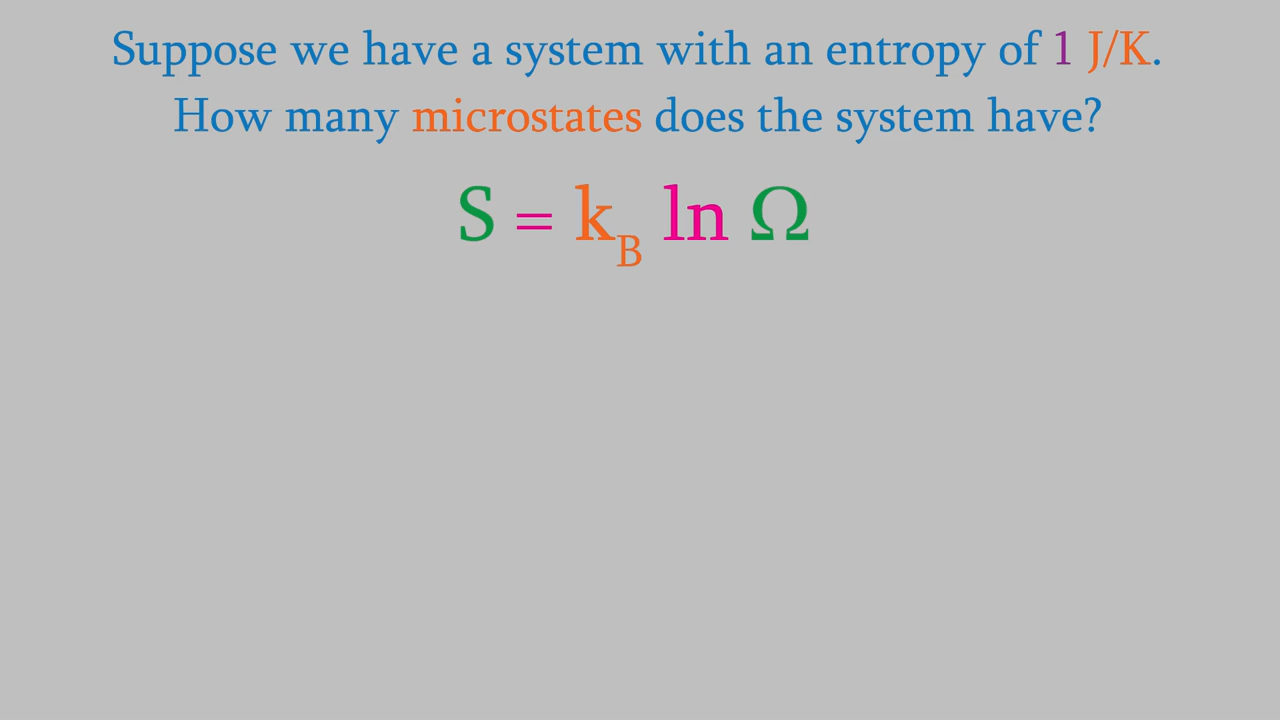 Suppose we have a system with an entropy of 1 J/K.
How many microstates does the system have?
S = k_B ln Ω